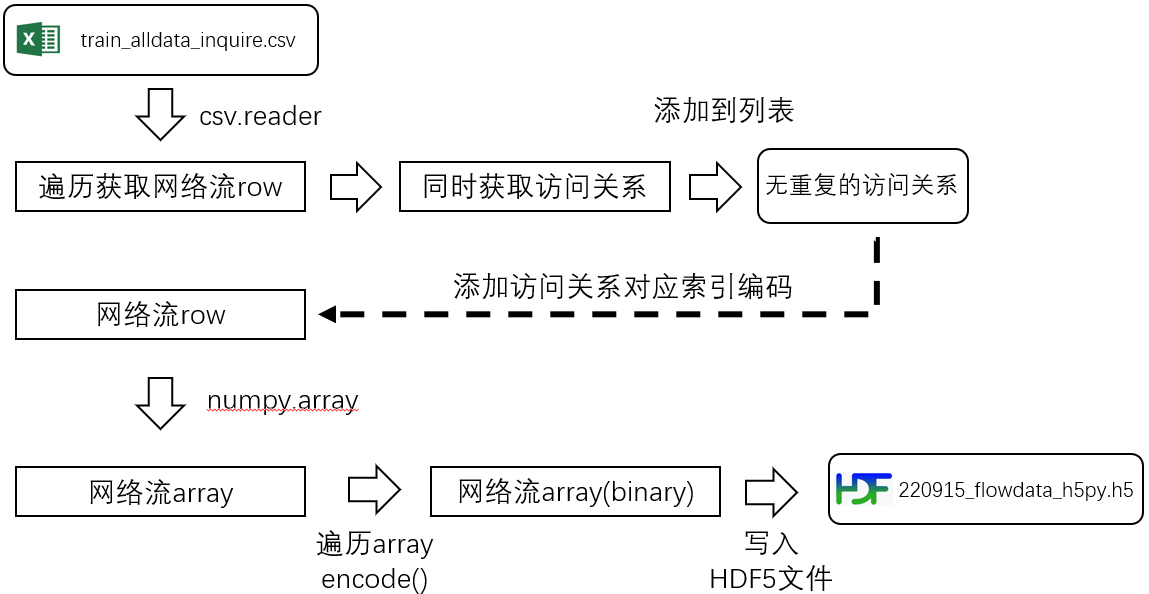 train_alldata_inquire.csv
csv.reader
添加到列表
遍历获取网络流row
同时获取访问关系
无重复的访问关系
添加访问关系对应索引编码
网络流row
numpy.array
网络流array
遍历array
encode()
网络流array(binary)
写入
HDF5文件
HDF
220915_flowdata_h5py.h5